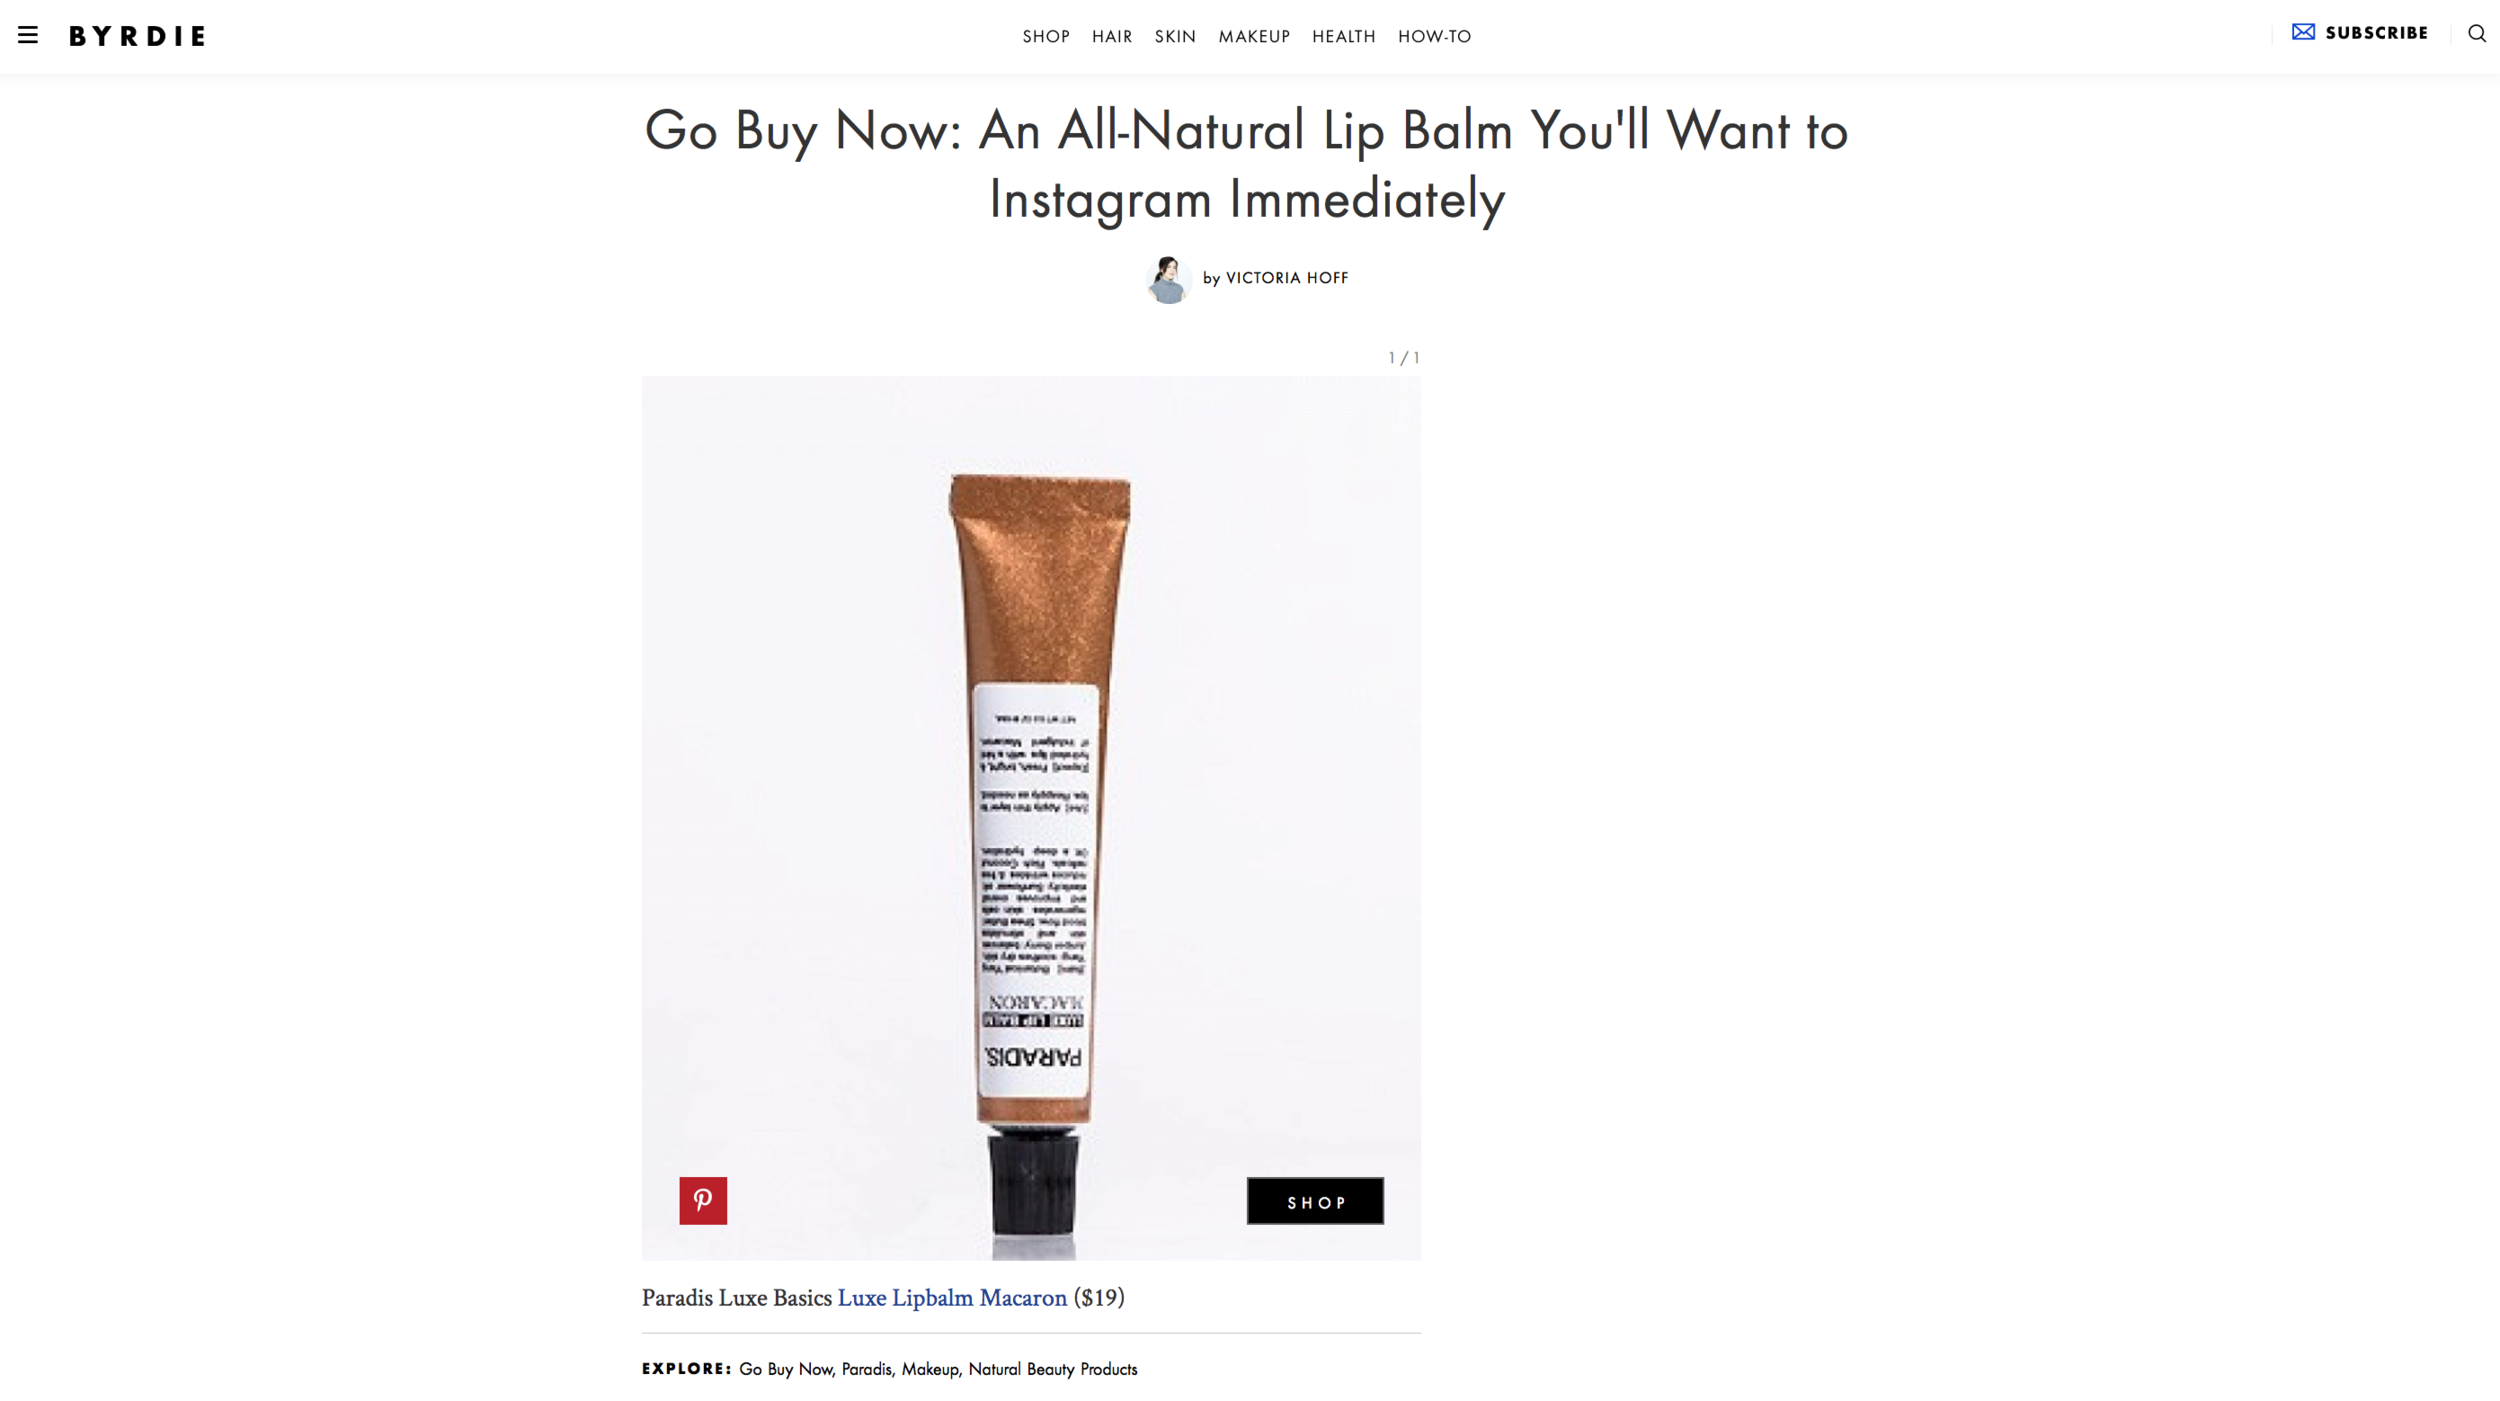 BYRDIE
SHOP HAIR SKIN MAKEUP HEALTH HOW-TO
SUBSCRIBE
Go Buy Now: An All-Natural Lip Balm You'll Want to
Instagram Immediately
by VICTORIA HOFF
1 / 1
PARADIS.
LUXE LIP BALM
MACARON
SHOP
Paradis Luxe Basics Luxe Lipbalm Macaron ($19)
EXPLORE: Go Buy Now, Paradis, Makeup, Natural Beauty Products